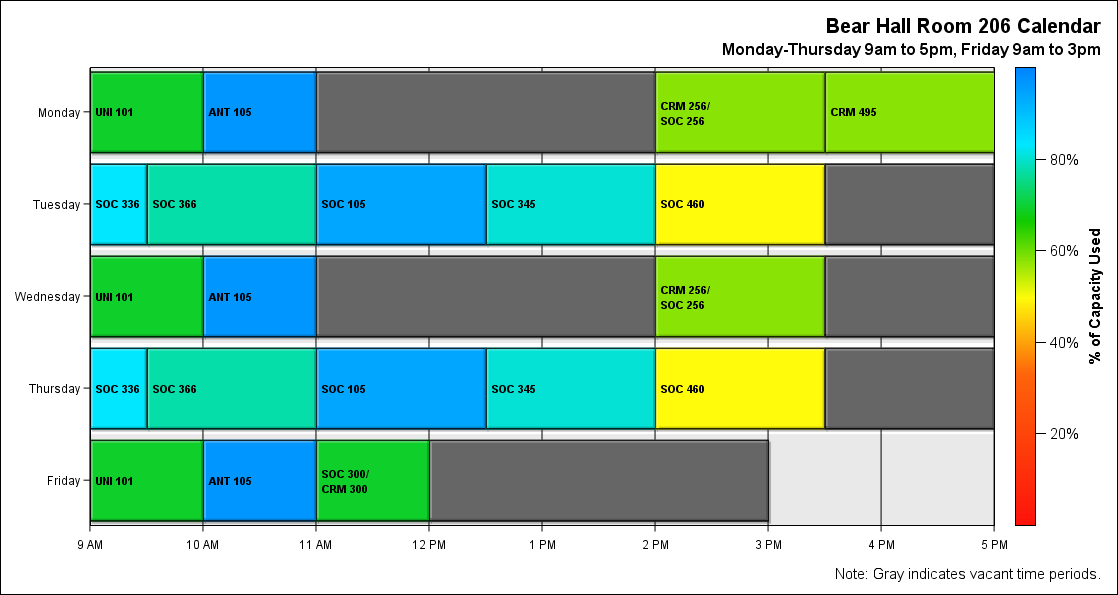 Bear Hall Room 206 Calendar
Monday-Thursday 9am to 5pm, Friday 9am to 3pm
Monday
UNI 101
ANT 105
CRM 256/
SOC 256
CRM 495
Tuesday
SOC 336
SOC 366
SOC 105
SOC 345
SOC 460
Wednesday
UNI 101
ANT 105
CRM 256/
SOC 256
Thursday
SOC 336
SOC 366
SOC 105
SOC 345
SOC 460
Friday
UNI 101
ANT 105
SOC 300/
CRM 300
9 AM
10 AM
11 AM
12 PM
1 PM
2 PM
3 PM
4 PM
5 PM
80%
60%
40%
20%
% of Capacity Used
Note: Gray indicates vacant time periods.